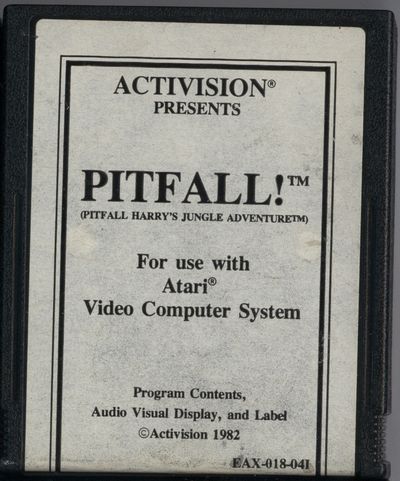 ACTIVISION®
PRESENTS
PITFALL!™
(PITFALL HARRY'S JUNGLE ADVENTURE™)
For use with
Atari®
Video Computer System
Program Contents,
Audio Visual Display, and Label
©Activision 1982
EAX-018-04I